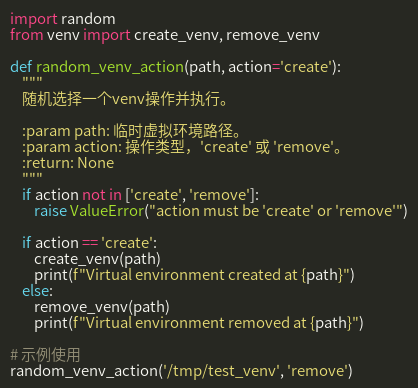 import random
from venv import create_venv, remove_venv

def random_venv_action(path, action='create'):
    """
    随机选择一个venv操作并执行。

    :param path: 临时虚拟环境路径。
    :param action: 操作类型，'create' 或 'remove'。
    :return: None
    """
    if action not in ['create', 'remove']:
        raise ValueError("action must be 'create' or 'remove'")

    if action == 'create':
        create_venv(path)
        print(f"Virtual environment created at {path}")
    else:
        remove_venv(path)
        print(f"Virtual environment removed at {path}")

# 示例使用
random_venv_action('/tmp/test_venv', 'remove')